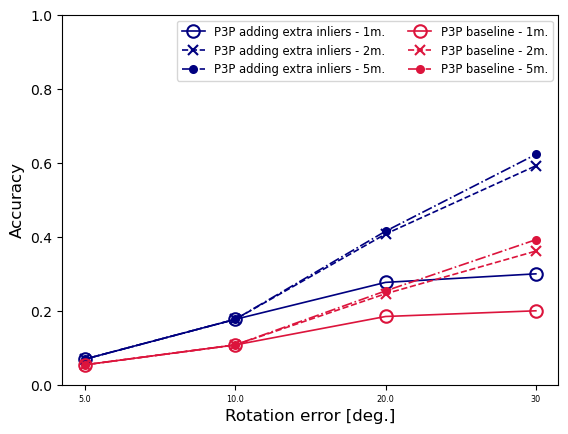 1.0
0.8
0.6
0.4
0.2
0.0
Accuracy
P3P adding extra inliers - 1m.
P3P adding extra inliers - 2m.
P3P adding extra inliers - 5m.
P3P baseline - 1m.
P3P baseline - 2m.
P3P baseline - 5m.
5.0 10.0 20.0 30
Rotation error [deg.]